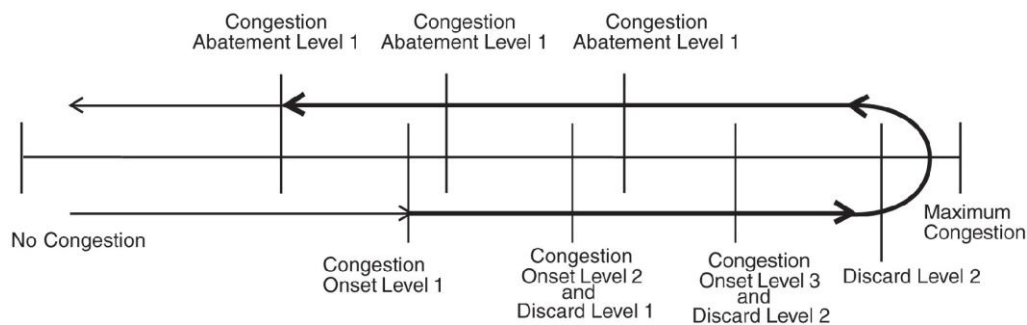 Congestion
Abatement Level 1
Congestion
Abatement Level 1
Congestion
Abatement Level 1
No Congestion
Maximum
Congestion
Congestion
Onset Level 1
Congestion
Onset Level 2
and
Discard Level 1
Congestion
Onset Level 3
and
Discard Level 2
Discard Level 2